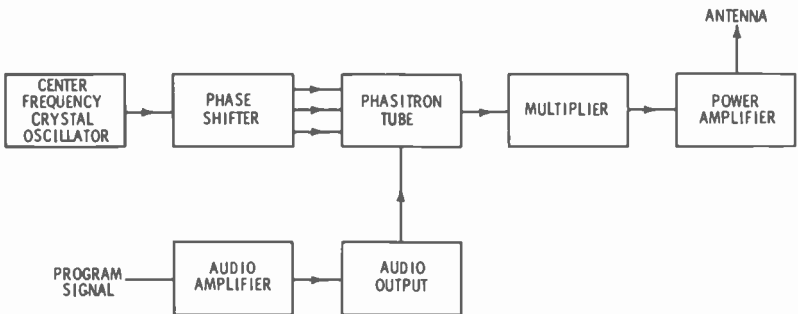 ANTENNA
CENTER
FREQUENCY
CRYSTAL
OSCILLATOR
PHASE
SHIFTER
PHASITRON
TUBE
MULTIPLIER
POWER
AMPLIFIER
PROGRAM
SIGNAL
AUDIO
AMPLIFIER
AUDIO
OUTPUT